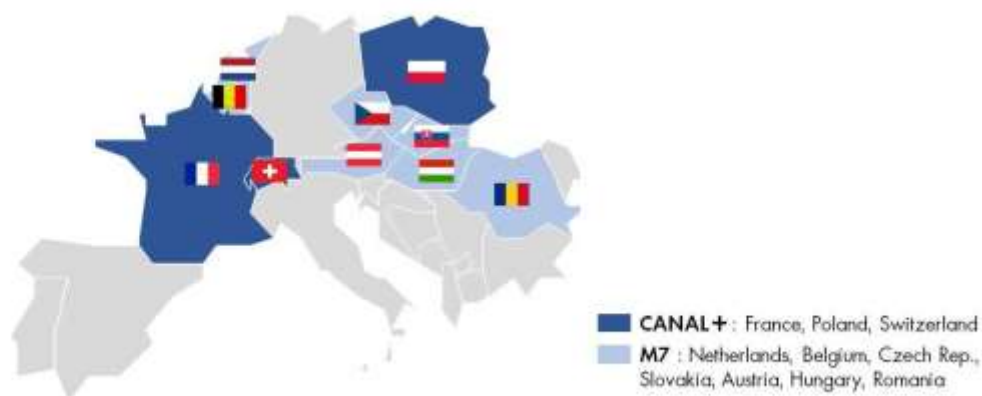 CANAL+ : France, Poland, Switzerland
M7 : Netherlands, Belgium, Czech Rep.,
Slovakia, Austria, Hungary, Romania